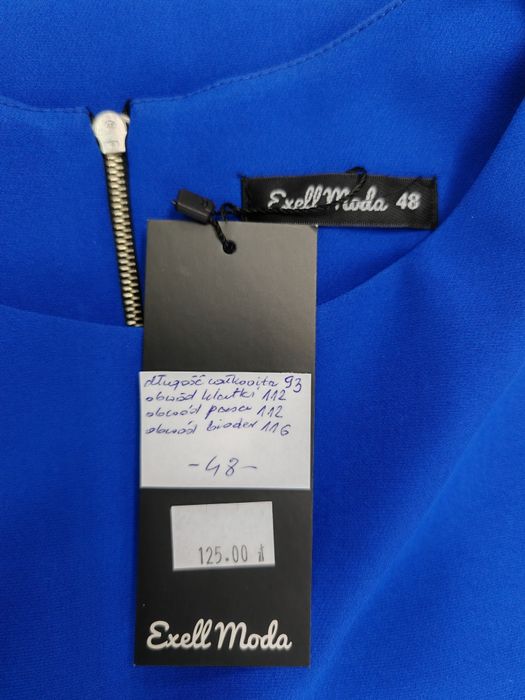 Exell Moda 48
długość całkowita 93
obwód klatki 112
obwód pasa 112
obwód bioder 116
-48-
125.00 zł
Exell Moda